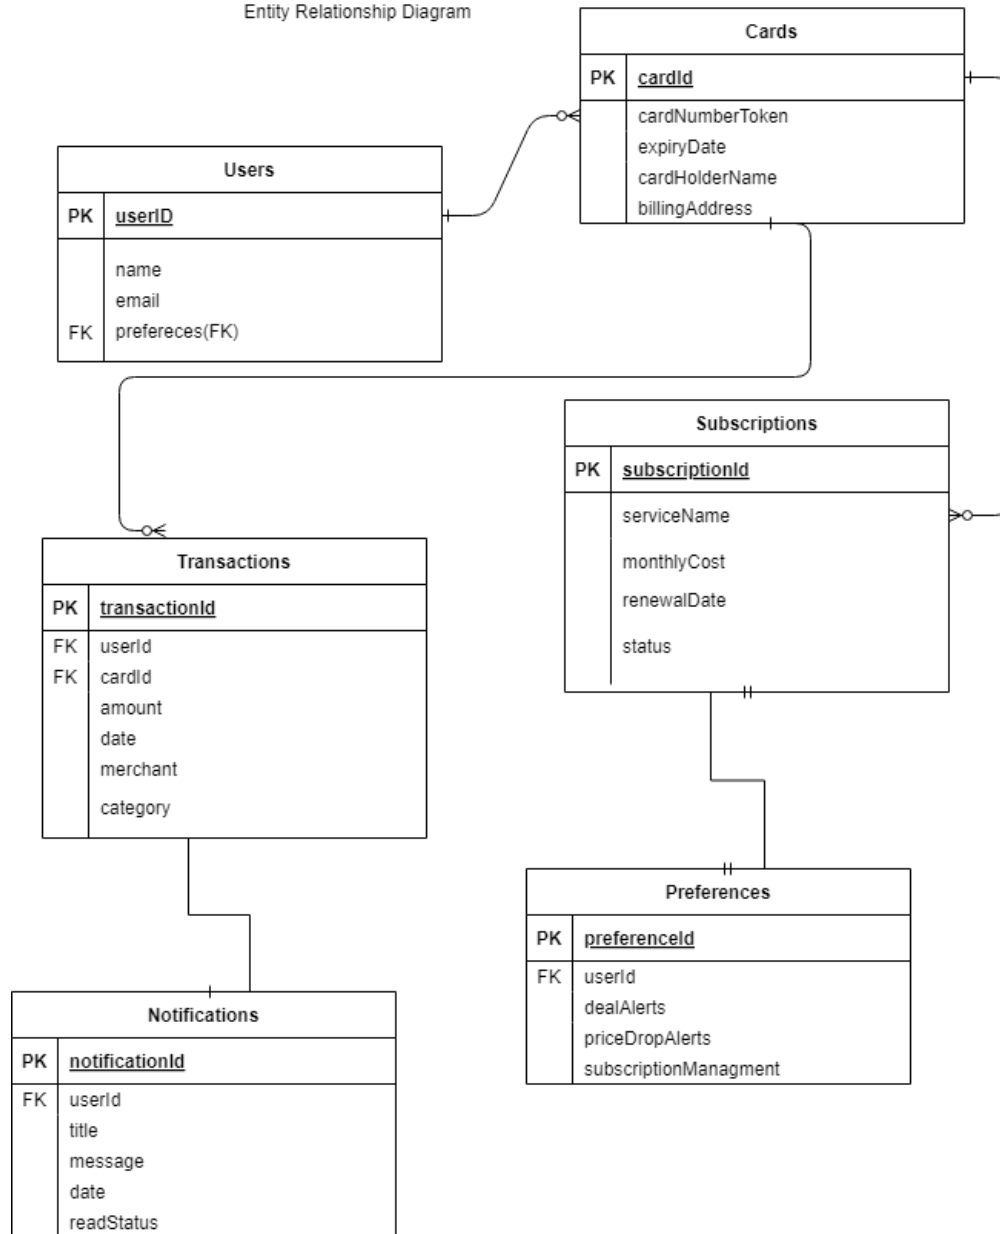 Entity Relationship Diagram
Cards
PK cardId
cardNumberToken
expiryDate
cardHolderName
billingAddress
Users
PK userID
name
email
FK prefereces(FK)
Subscriptions
PK subscriptionId
serviceName
monthlyCost
renewalDate
status
Transactions
PK transactionId
FK userId
FK cardId
amount
date
merchant
category
Preferences
PK preferenceId
FK userId
dealAlerts
priceDropAlerts
subscriptionManagment
Notifications
PK notificationId
FK userId
title
message
date
readStatus